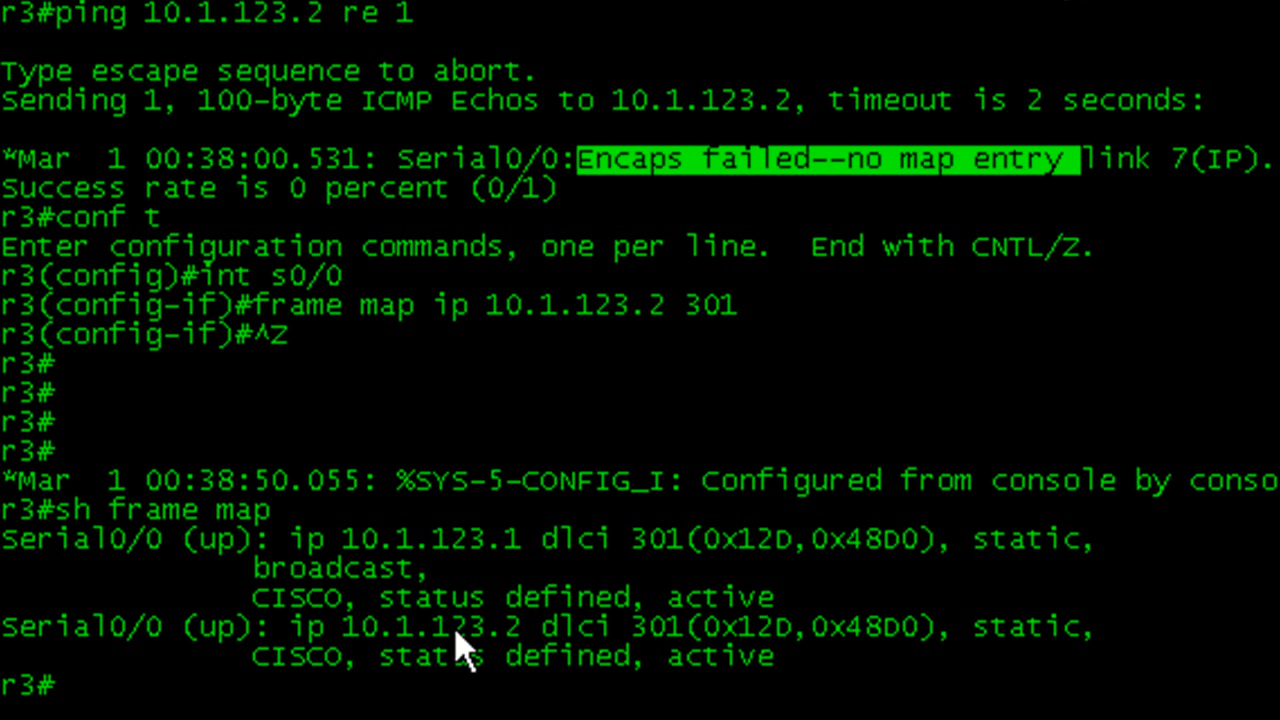 r3#ping 10.1.123.2 re 1
Type escape sequence to abort.
Sending 1, 100-byte ICMP Echos to 10.1.123.2, timeout is 2 seconds:
*Mar  1 00:38:00.531: Serial0/0:Encaps failed--no map entry link 7(IP).
Success rate is 0 percent (0/1)
r3#conf t
Enter configuration commands, one per line.  End with CNTL/Z.
r3(config)#int s0/0
r3(config-if)#frame map ip 10.1.123.2 301
r3(config-if)#^Z
r3#
r3#
r3#
r3#
*Mar  1 00:38:50.055: %SYS-5-CONFIG_I: Configured from console by conso
r3#sh frame map
Serial0/0 (up): ip 10.1.123.1 dlci 301(0x12D,0x48D0), static,
              broadcast,
              CISCO, status defined, active
Serial0/0 (up): ip 10.1.123.2 dlci 301(0x12D,0x48D0), static,
              CISCO, status defined, active
r3#